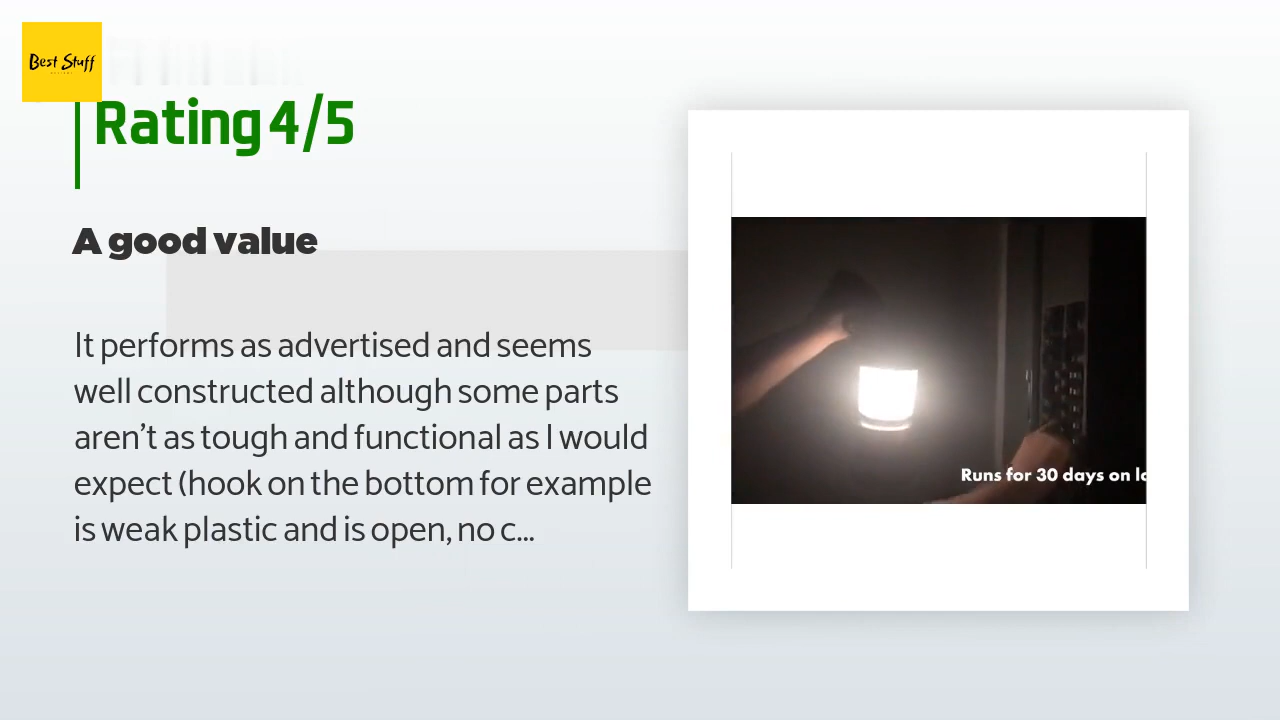 Best Stuff
Rating 4/5
A good value
It performs as advertised and seems
well constructed although some parts
aren't as tough and functional as I would
expect (hook on the bottom for example
is weak plastic and is open, no c...
Runs for 30 days on lo